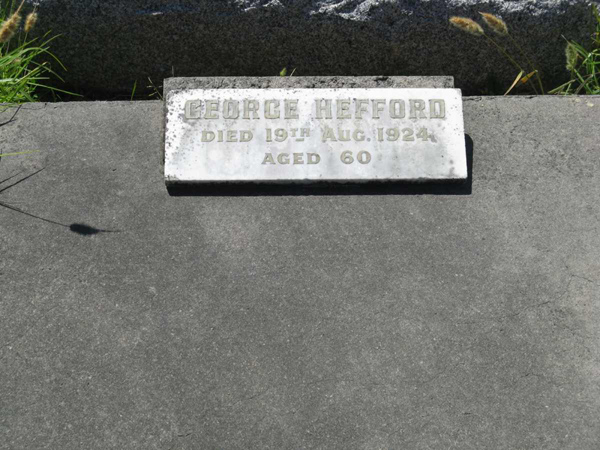 GEORGE HEFFORD
DIED 19TH AUG. 1924,
AGED 60